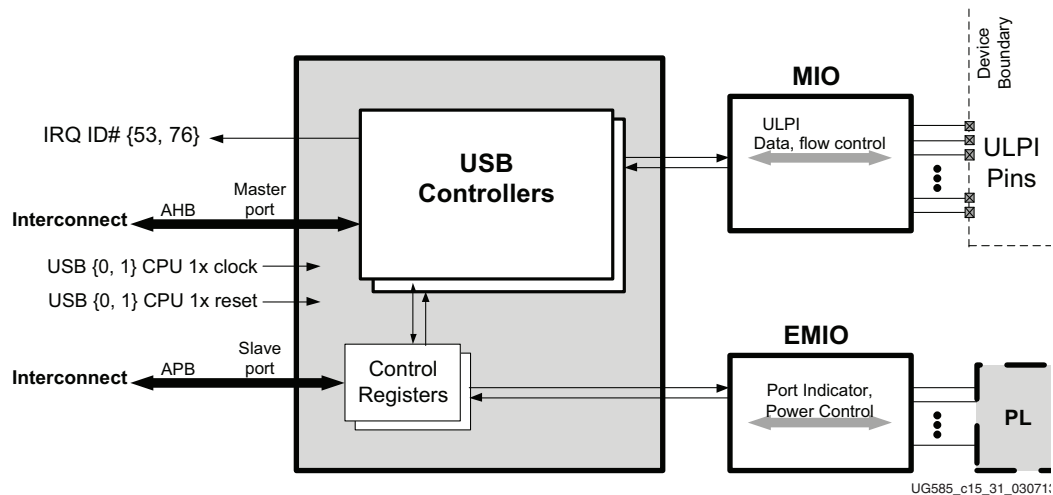 Device
Boundary
MIO
IRQ ID# {53, 76}
USB
Controllers
ULPI
Data, flow control
ULPI
Pins
Interconnect
AHB
Master
port
USB {0, 1} CPU 1x clock
USB {0, 1} CPU 1x reset
EMIO
Interconnect
APB
Slave
port
Control
Registers
Port Indicator,
Power Control
PL
UG585_c15_31_030713